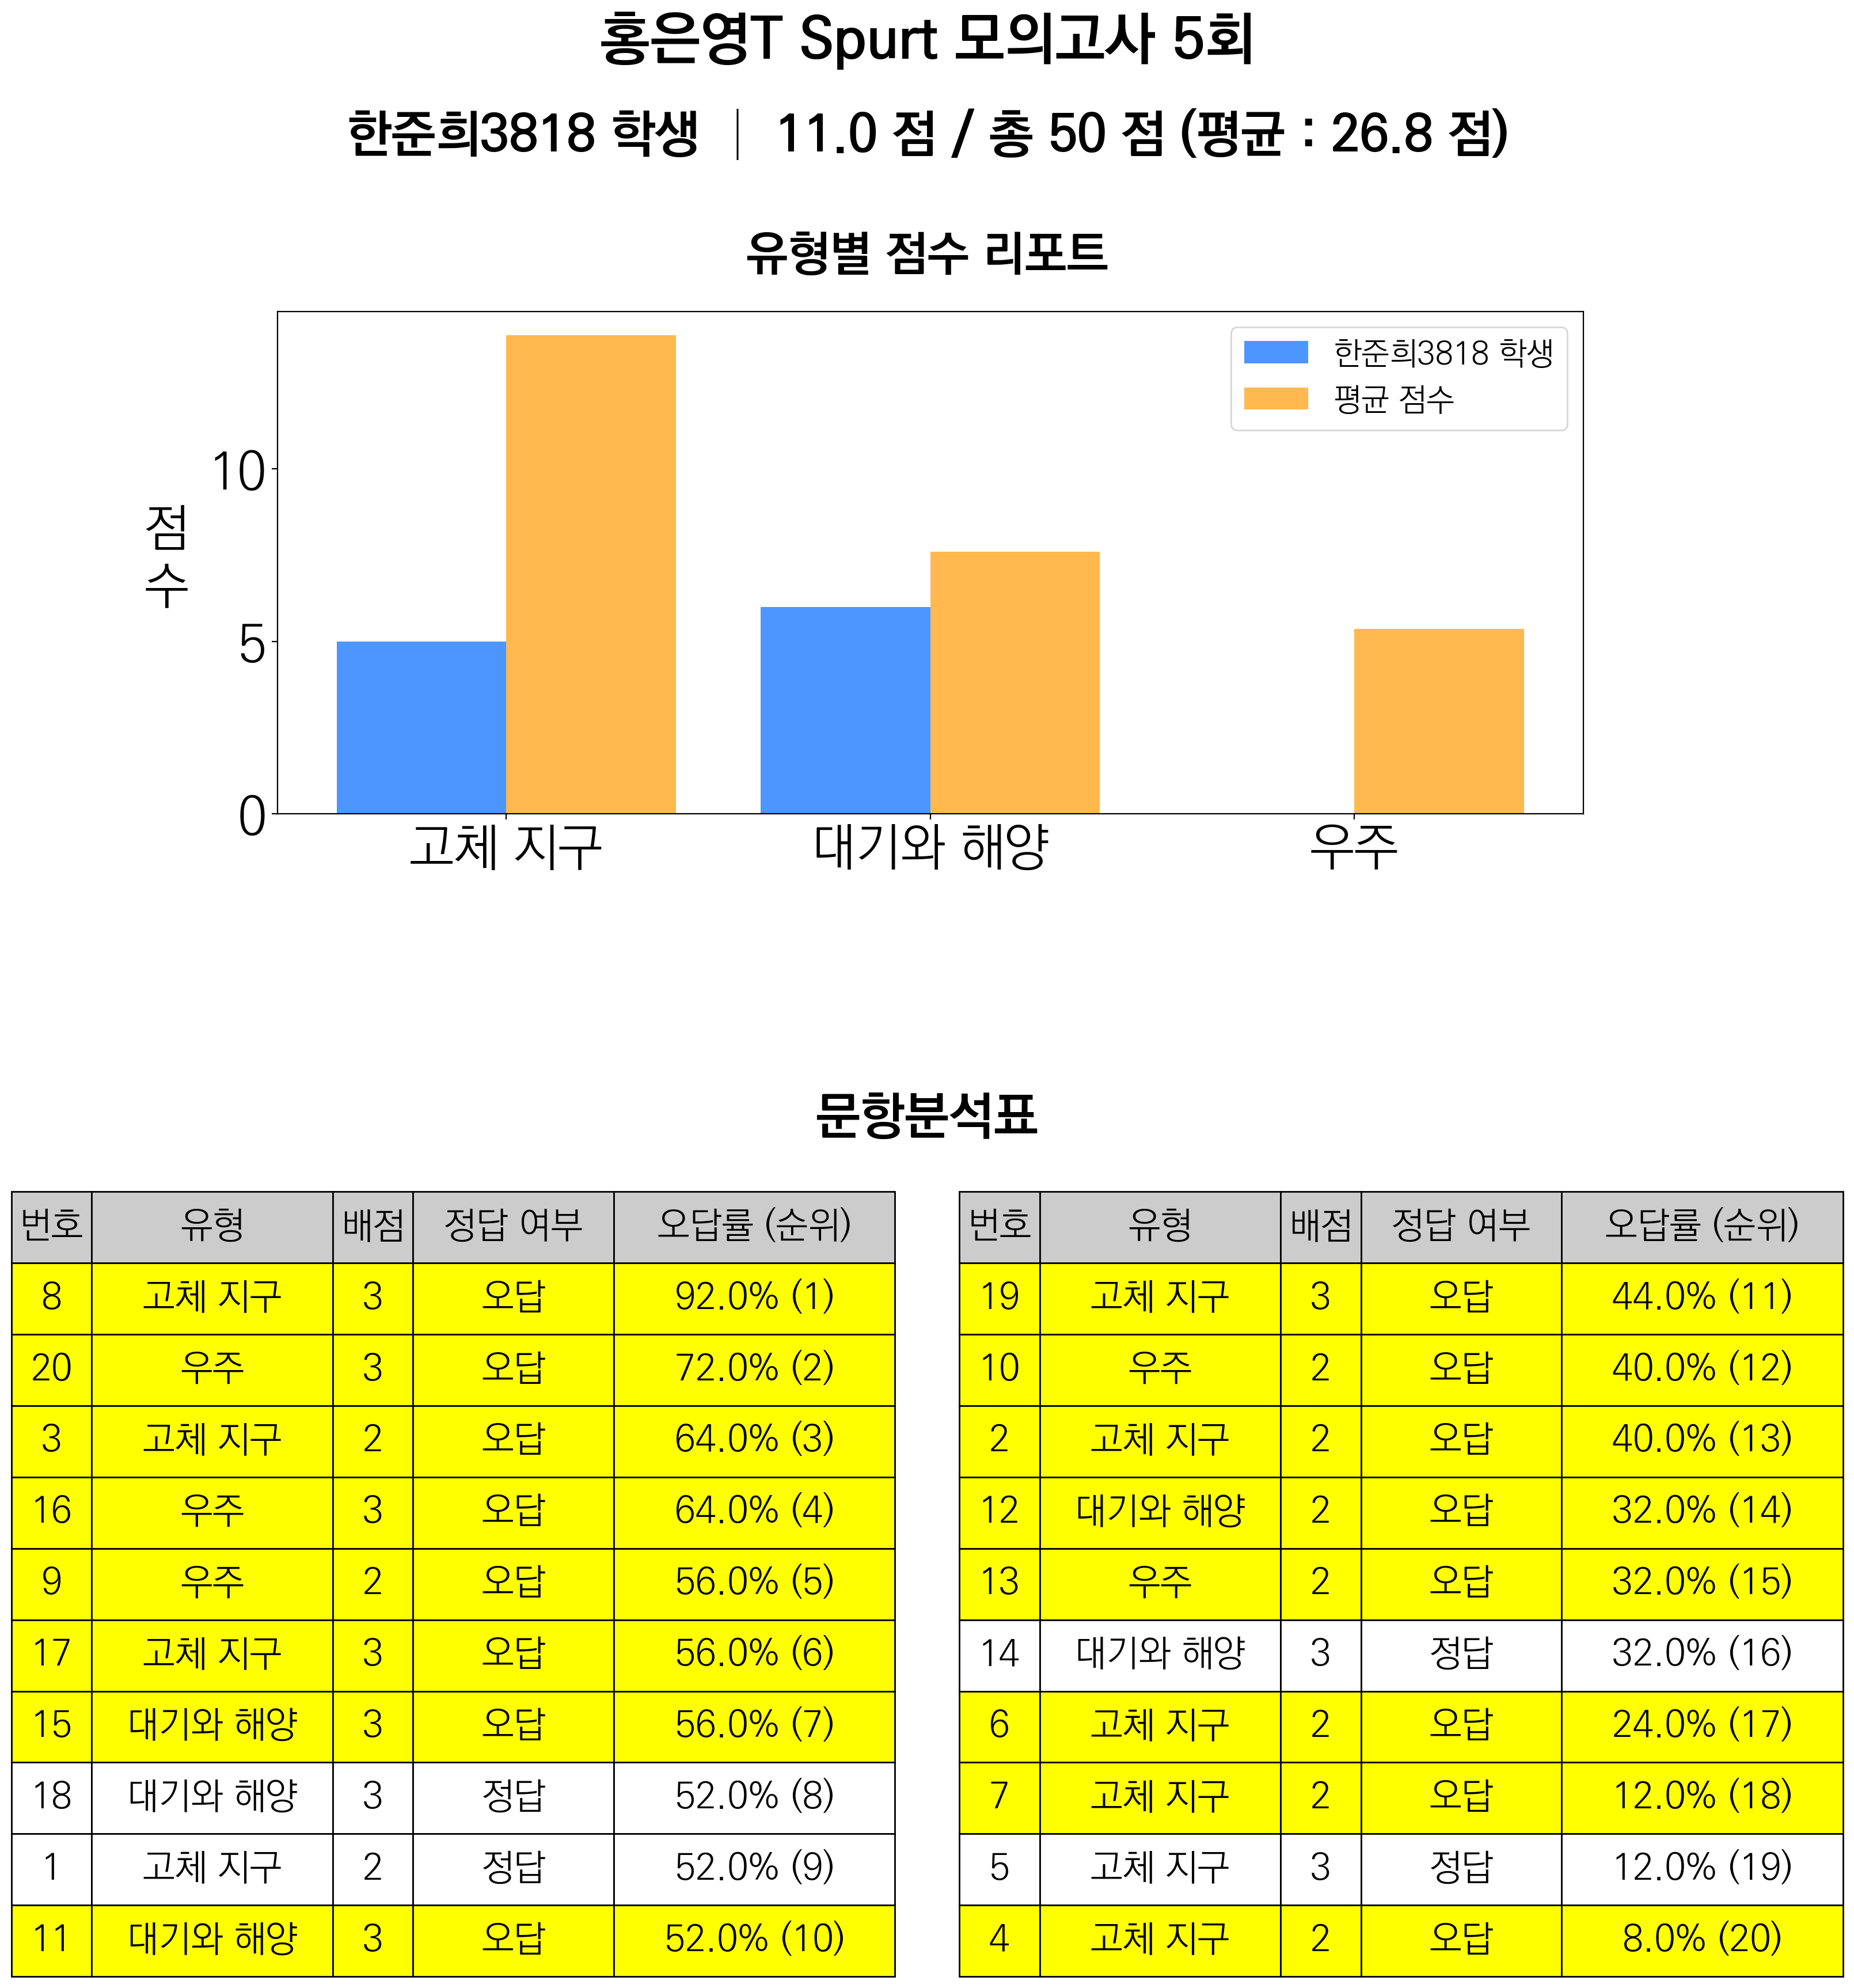 홍은영T Spurt 모의고사 5회
한준희3818 학생 │ 11.0 점 / 총 50 점 (평균 : 26.8 점)
유형별 점수 리포트
한준희3818 학생
평균 점수
점
수
10
5
0
고체 지구 대기와 해양 우주
문항분석표
번호 유형 배점 정답 여부 오답률 (순위)
8 고체 지구 3 오답 92.0% (1)
20 우주 3 오답 72.0% (2)
3 고체 지구 2 오답 64.0% (3)
16 우주 3 오답 64.0% (4)
9 우주 2 오답 56.0% (5)
17 고체 지구 3 오답 56.0% (6)
15 대기와 해양 3 오답 56.0% (7)
18 대기와 해양 3 정답 52.0% (8)
1 고체 지구 2 정답 52.0% (9)
11 대기와 해양 3 오답 52.0% (10)
번호 유형 배점 정답 여부 오답률 (순위)
19 고체 지구 3 오답 44.0% (11)
10 우주 2 오답 40.0% (12)
2 고체 지구 2 오답 40.0% (13)
12 대기와 해양 2 오답 32.0% (14)
13 우주 2 오답 32.0% (15)
14 대기와 해양 3 정답 32.0% (16)
6 고체 지구 2 오답 24.0% (17)
7 고체 지구 2 오답 12.0% (18)
5 고체 지구 3 정답 12.0% (19)
4 고체 지구 2 오답 8.0% (20)